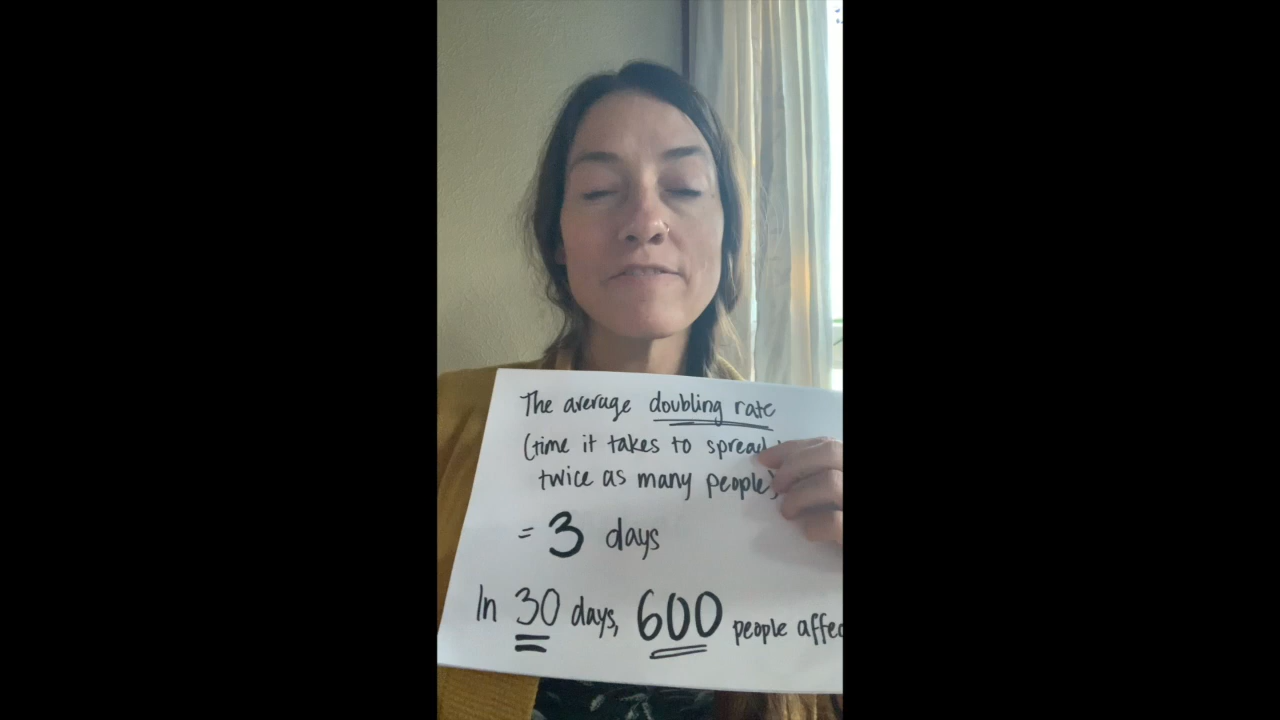 The average doubling rate
(time it takes to spread
twice as many people)
= 3 days
In 30 days, 600 people affec